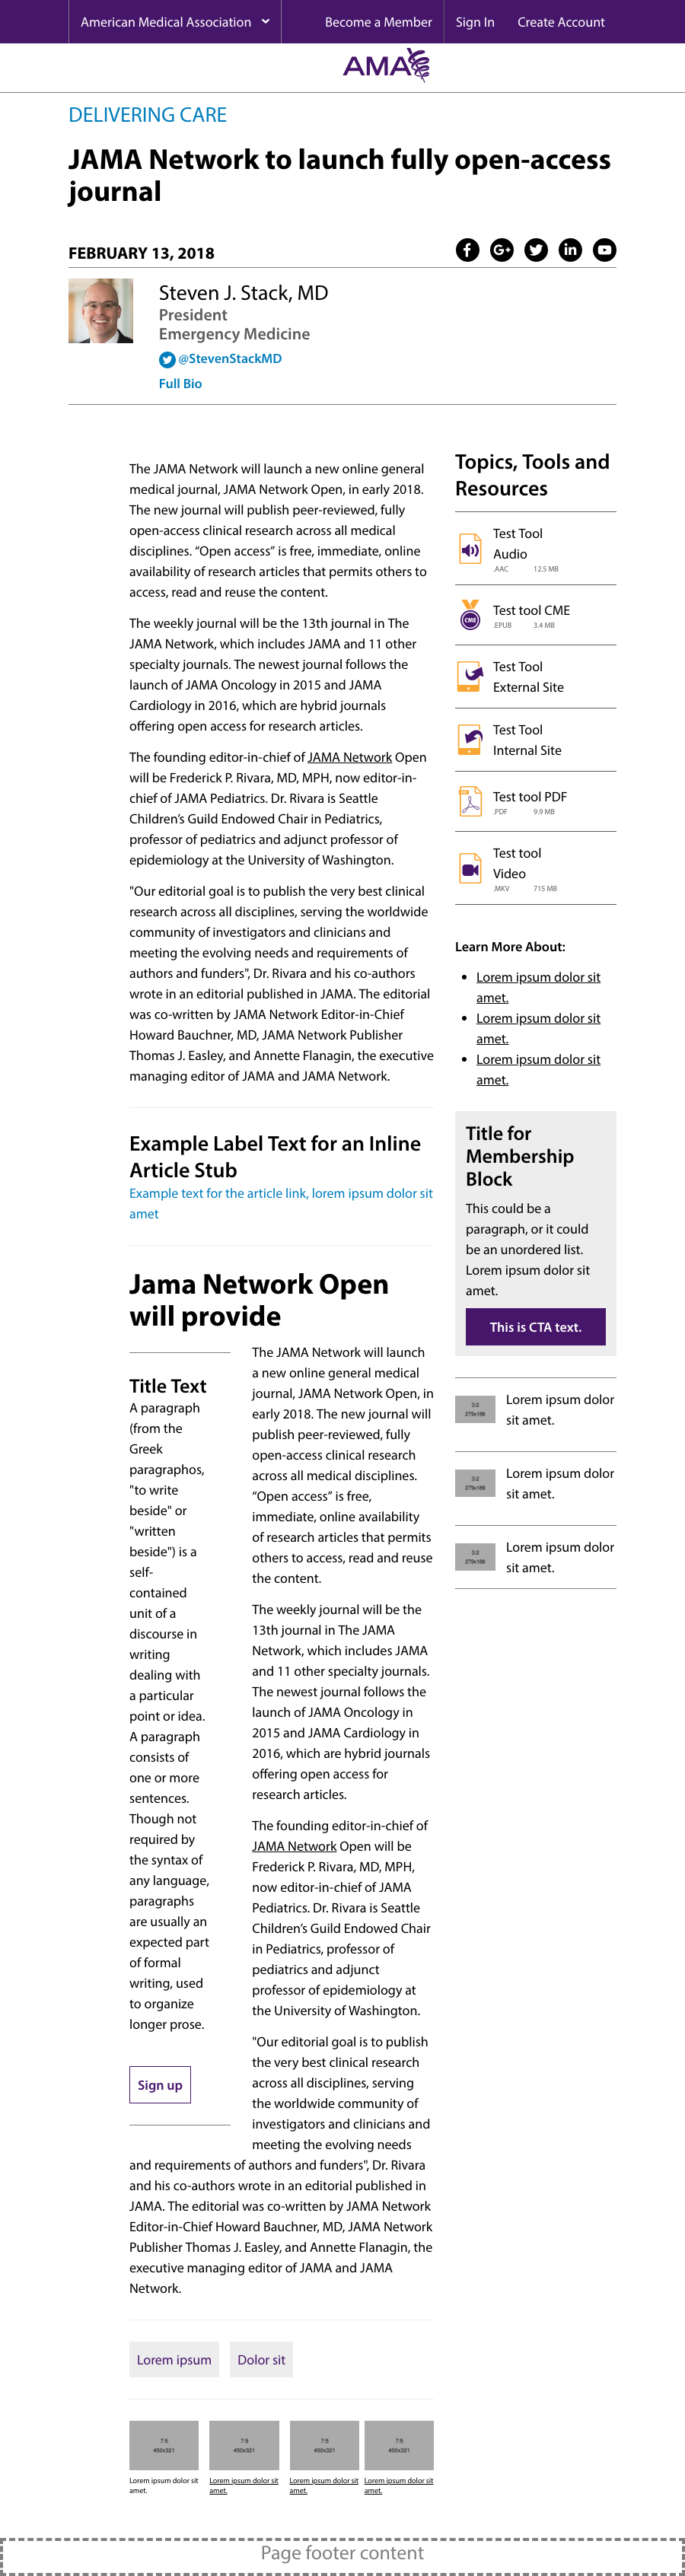 American Medical Association
Become a Member
Sign In
Create Account
AMA
DELIVERING CARE
JAMA Network to launch fully open-access
journal
FEBRUARY 13, 2018
Steven J. Stack, MD
President
Emergency Medicine
@StevenStackMD
Full Bio
The JAMA Network will launch a new online general
medical journal, JAMA Network Open, in early 2018.
The new journal will publish peer-reviewed, fully
open-access clinical research across all medical
disciplines. “Open access” is free, immediate, online
availability of research articles that permits others to
access, read and reuse the content.
The weekly journal will be the 13th journal in The
JAMA Network, which includes JAMA and 11 other
specialty journals. The newest journal follows the
launch of JAMA Oncology in 2015 and JAMA
Cardiology in 2016, which are hybrid journals
offering open access for research articles.
The founding editor-in-chief of JAMA Network Open
will be Frederick P. Rivara, MD, MPH, now editor-in-
chief of JAMA Pediatrics. Dr. Rivara is Seattle
Children’s Guild Endowed Chair in Pediatrics,
professor of pediatrics and adjunct professor of
epidemiology at the University of Washington.
"Our editorial goal is to publish the very best clinical
research across all disciplines, serving the worldwide
community of investigators and clinicians and
meeting the evolving needs and requirements of
authors and funders", Dr. Rivara and his co-authors
wrote in an editorial published in JAMA. The editorial
was co-written by JAMA Network Editor-in-Chief
Howard Bauchner, MD, JAMA Network Publisher
Thomas J. Easley, and Annette Flanagin, the executive
managing editor of JAMA and JAMA Network.
Example Label Text for an Inline
Article Stub
Example text for the article link, lorem ipsum dolor sit
amet
Jama Network Open
will provide
Title Text
A paragraph
(from the
Greek
paragraphos,
"to write
beside" or
"written
beside") is a
self-
contained
unit of a
discourse in
writing
dealing with
a particular
point or idea.
A paragraph
consists of
one or more
sentences.
Though not
required by
the syntax of
any language,
paragraphs
are usually an
expected part
of formal
writing, used
to organize
longer prose.
Sign up
The JAMA Network will launch
a new online general medical
journal, JAMA Network Open, in
early 2018. The new journal will
publish peer-reviewed, fully
open-access clinical research
across all medical disciplines.
“Open access” is free,
immediate, online availability
of research articles that permits
others to access, read and reuse
the content.
The weekly journal will be the
13th journal in The JAMA
Network, which includes JAMA
and 11 other specialty journals.
The newest journal follows the
launch of JAMA Oncology in
2015 and JAMA Cardiology in
2016, which are hybrid journals
offering open access for
research articles.
The founding editor-in-chief of
JAMA Network Open will be
Frederick P. Rivara, MD, MPH,
now editor-in-chief of JAMA
Pediatrics. Dr. Rivara is Seattle
Children’s Guild Endowed Chair
in Pediatrics, professor of
pediatrics and adjunct
professor of epidemiology at
the University of Washington.
"Our editorial goal is to publish
the very best clinical research
across all disciplines, serving
the worldwide community of
investigators and clinicians and
meeting the evolving needs
and requirements of authors and funders", Dr. Rivara
and his co-authors wrote in an editorial published in
JAMA. The editorial was co-written by JAMA Network
Editor-in-Chief Howard Bauchner, MD, JAMA Network
Publisher Thomas J. Easley, and Annette Flanagin, the
executive managing editor of JAMA and JAMA
Network.
Lorem ipsum
Dolor sit
7:5
450x321
7:5
450x321
7:5
450x321
7:5
450x321
Lorem ipsum dolor sit
amet.
Lorem ipsum dolor sit
amet.
Lorem ipsum dolor sit
amet.
Lorem ipsum dolor sit
amet.
Topics, Tools and
Resources
Test Tool
Audio
.AAC 12.5 MB
CME
Test tool CME
.EPUB 3.4 MB
Test Tool
External Site
Test Tool
Internal Site
Test tool PDF
.PDF 9.9 MB
Test tool
Video
.MKV 715 MB
Learn More About:
Lorem ipsum dolor sit
amet.
Lorem ipsum dolor sit
amet.
Lorem ipsum dolor sit
amet.
Title for
Membership
Block
This could be a
paragraph, or it could
be an unordered list.
Lorem ipsum dolor sit
amet.
This is CTA text.
3:2
279x186
Lorem ipsum dolor
sit amet.
3:2
279x186
Lorem ipsum dolor
sit amet.
3:2
279x186
Lorem ipsum dolor
sit amet.
Page footer content